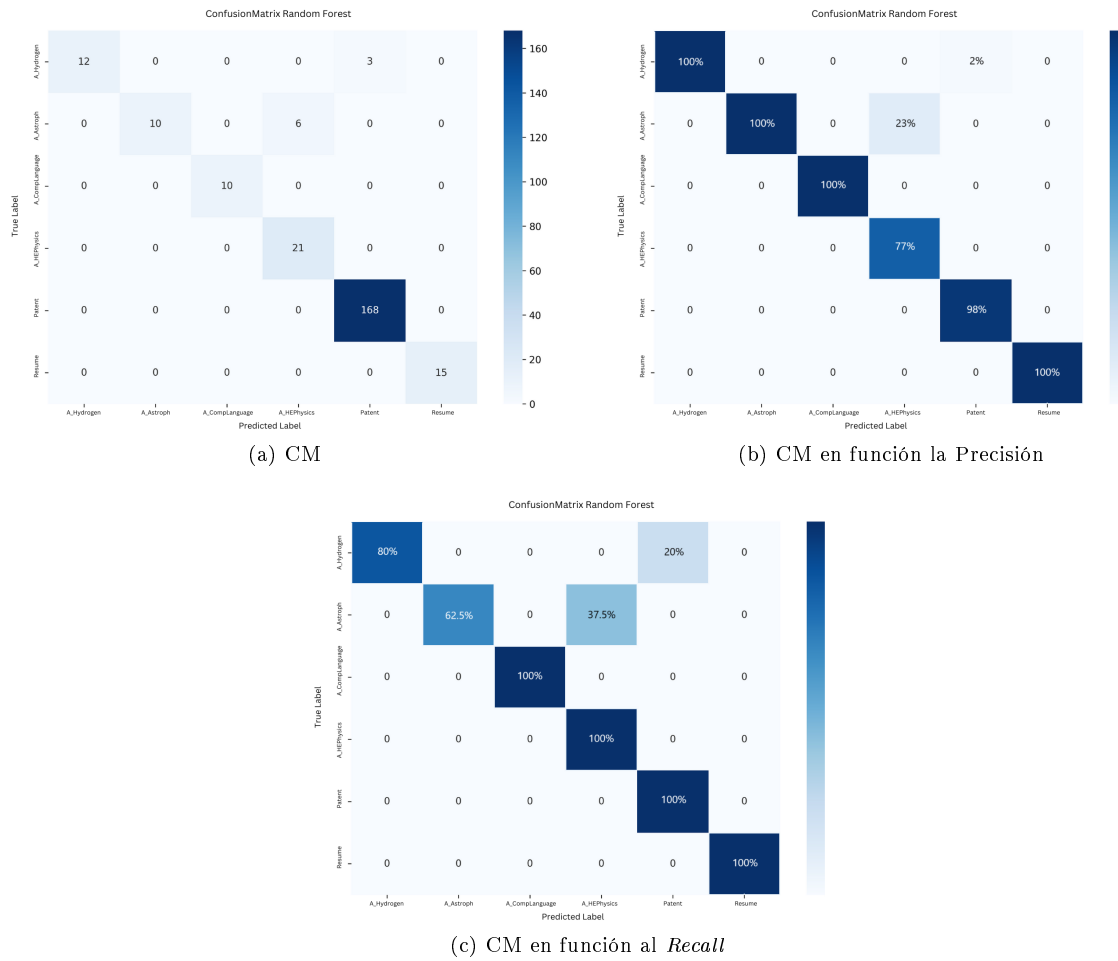 ConfusionMatrix Random Forest
A_Hydrogen 12 0 0 0 3 0
A_Astroph 0 10 0 6 0 0
A_CompLanguage 0 0 10 0 0 0
A_HEPhysics 0 0 0 21 0 0
Patent 0 0 0 0 168 0
Resume 0 0 0 0 0 15
True Label
A_Hydrogen A_Astroph A_CompLanguage A_HEPhysics Patent Resume
Predicted Label
160
140
120
100
80
60
40
20
0
(a) CM
ConfusionMatrix Random Forest
A_Hydrogen 100% 0 0 0 2% 0
A_Astroph 0 100% 0 23% 0 0
A_CompLanguage 0 0 100% 0 0 0
A_HEPhysics 0 0 0 77% 0 0
Patent 0 0 0 0 98% 0
Resume 0 0 0 0 0 100%
True Label
A_Hydrogen A_Astroph A_CompLanguage A_HEPhysics Patent Resume
Predicted Label
(b) CM en función la Precisión
ConfusionMatrix Random Forest
A_Hydrogen 80% 0 0 0 20% 0
A_Astroph 0 62.5% 0 37.5% 0 0
A_CompLanguage 0 0 100% 0 0 0
A_HEPhysics 0 0 0 100% 0 0
Patent 0 0 0 0 100% 0
Resume 0 0 0 0 0 100%
True Label
A_Hydrogen A_Astroph A_CompLanguage A_HEPhysics Patent Resume
Predicted Label
(c) CM en función al Recall